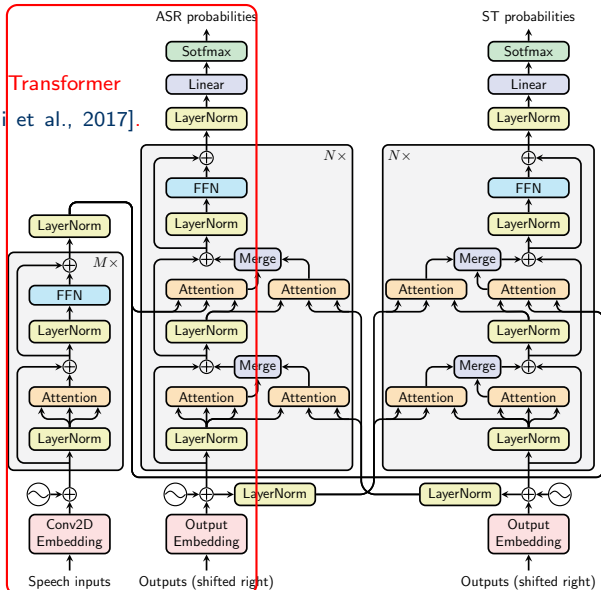 ASR probabilities
ST probabilities
Sotfmax
Sotfmax
Transformer
Linear
Linear
i et al., 2017].
LayerNorm
LayerNorm
N×
N×
FFN
FFN
LayerNorm
LayerNorm
LayerNorm
Merge
Merge
M×
FFN
Attention
Attention
Attention
Attention
LayerNorm
LayerNorm
LayerNorm
Merge
Merge
Attention
Attention
Attention
Attention
Attention
LayerNorm
LayerNorm
LayerNorm
LayerNorm
LayerNorm
Conv2D
Embedding
Output
Embedding
Output
Embedding
Speech inputs
Outputs (shifted right)
Outputs (shifted right)